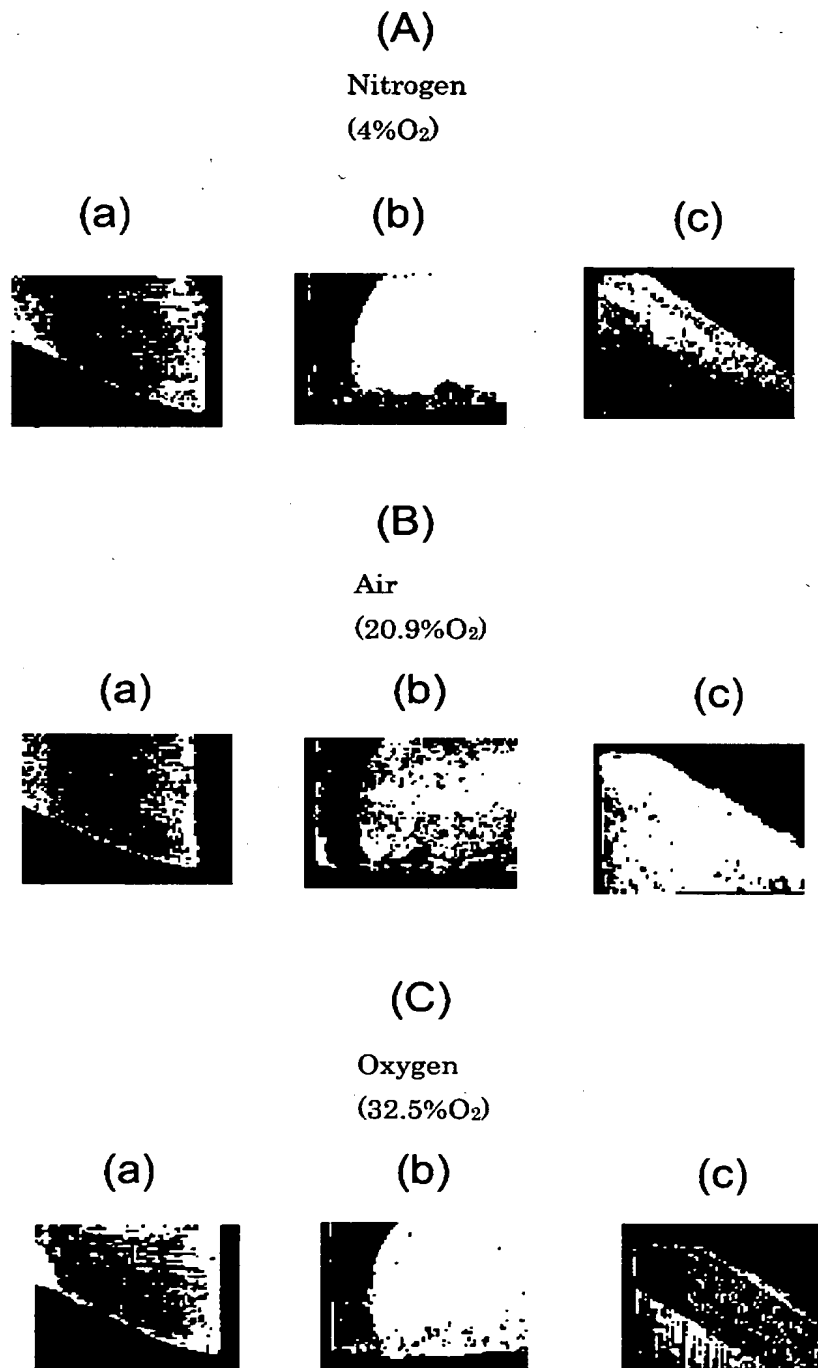 (A)
Nitrogen
(4%O₂)
(a) (b) (c)
(B)
Air
(20.9%O₂)
(a) (b) (c)
(C)
Oxygen
(32.5%O₂)
(a) (b) (c)